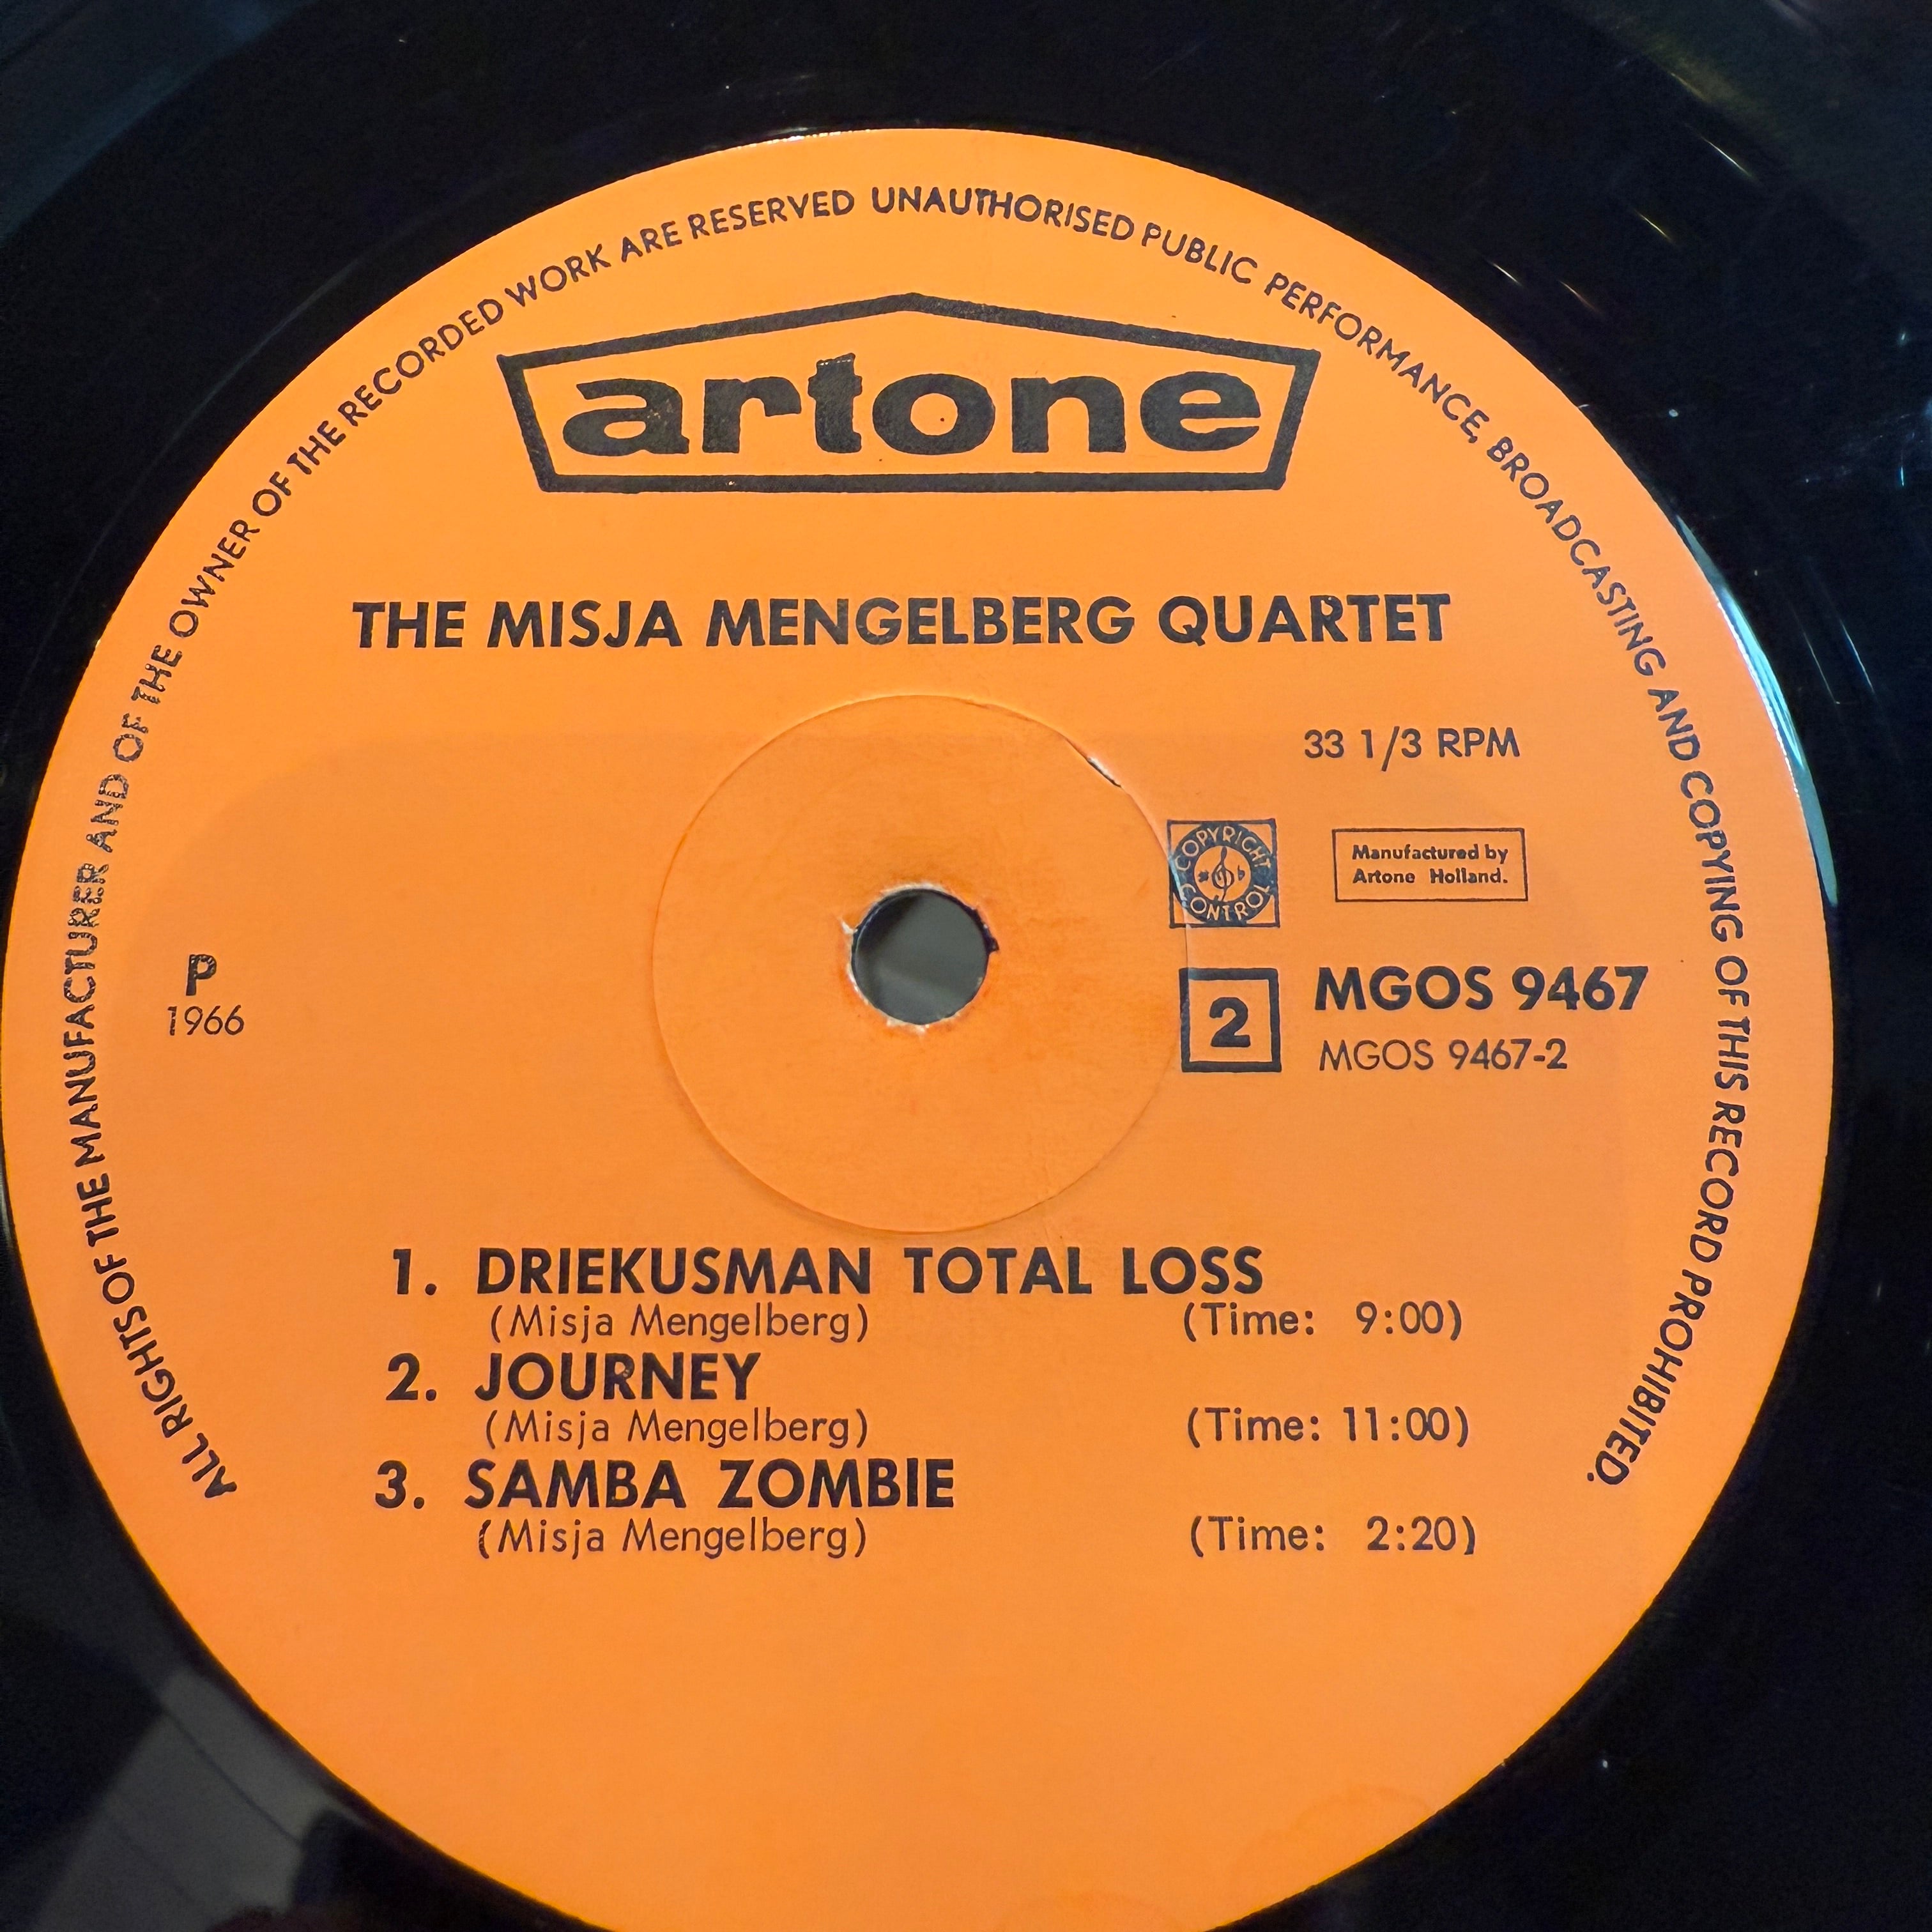 ALL RIGHTS OF THE MANUFACTURER AND OF THE OWNER OF THE RECORDED WORK ARE RESERVED UNAUTHORISED PUBLIC PERFORMANCE, BROADCASTING AND COPYING OF THIS RECORD PROHIBITED.
artone
THE MISJA MENGELBERG QUARTET
33 1/3 RPM
COPYRIGHT CONTROL
Manufactured by
Artone Holland.
P
1966
2
MGOS 9467
MGOS 9467-2
1. DRIEKUSMAN TOTAL LOSS
(Misja Mengelberg) (Time: 9:00)
2. JOURNEY
(Misja Mengelberg) (Time: 11:00)
3. SAMBA ZOMBIE
(Misja Mengelberg) (Time: 2:20)